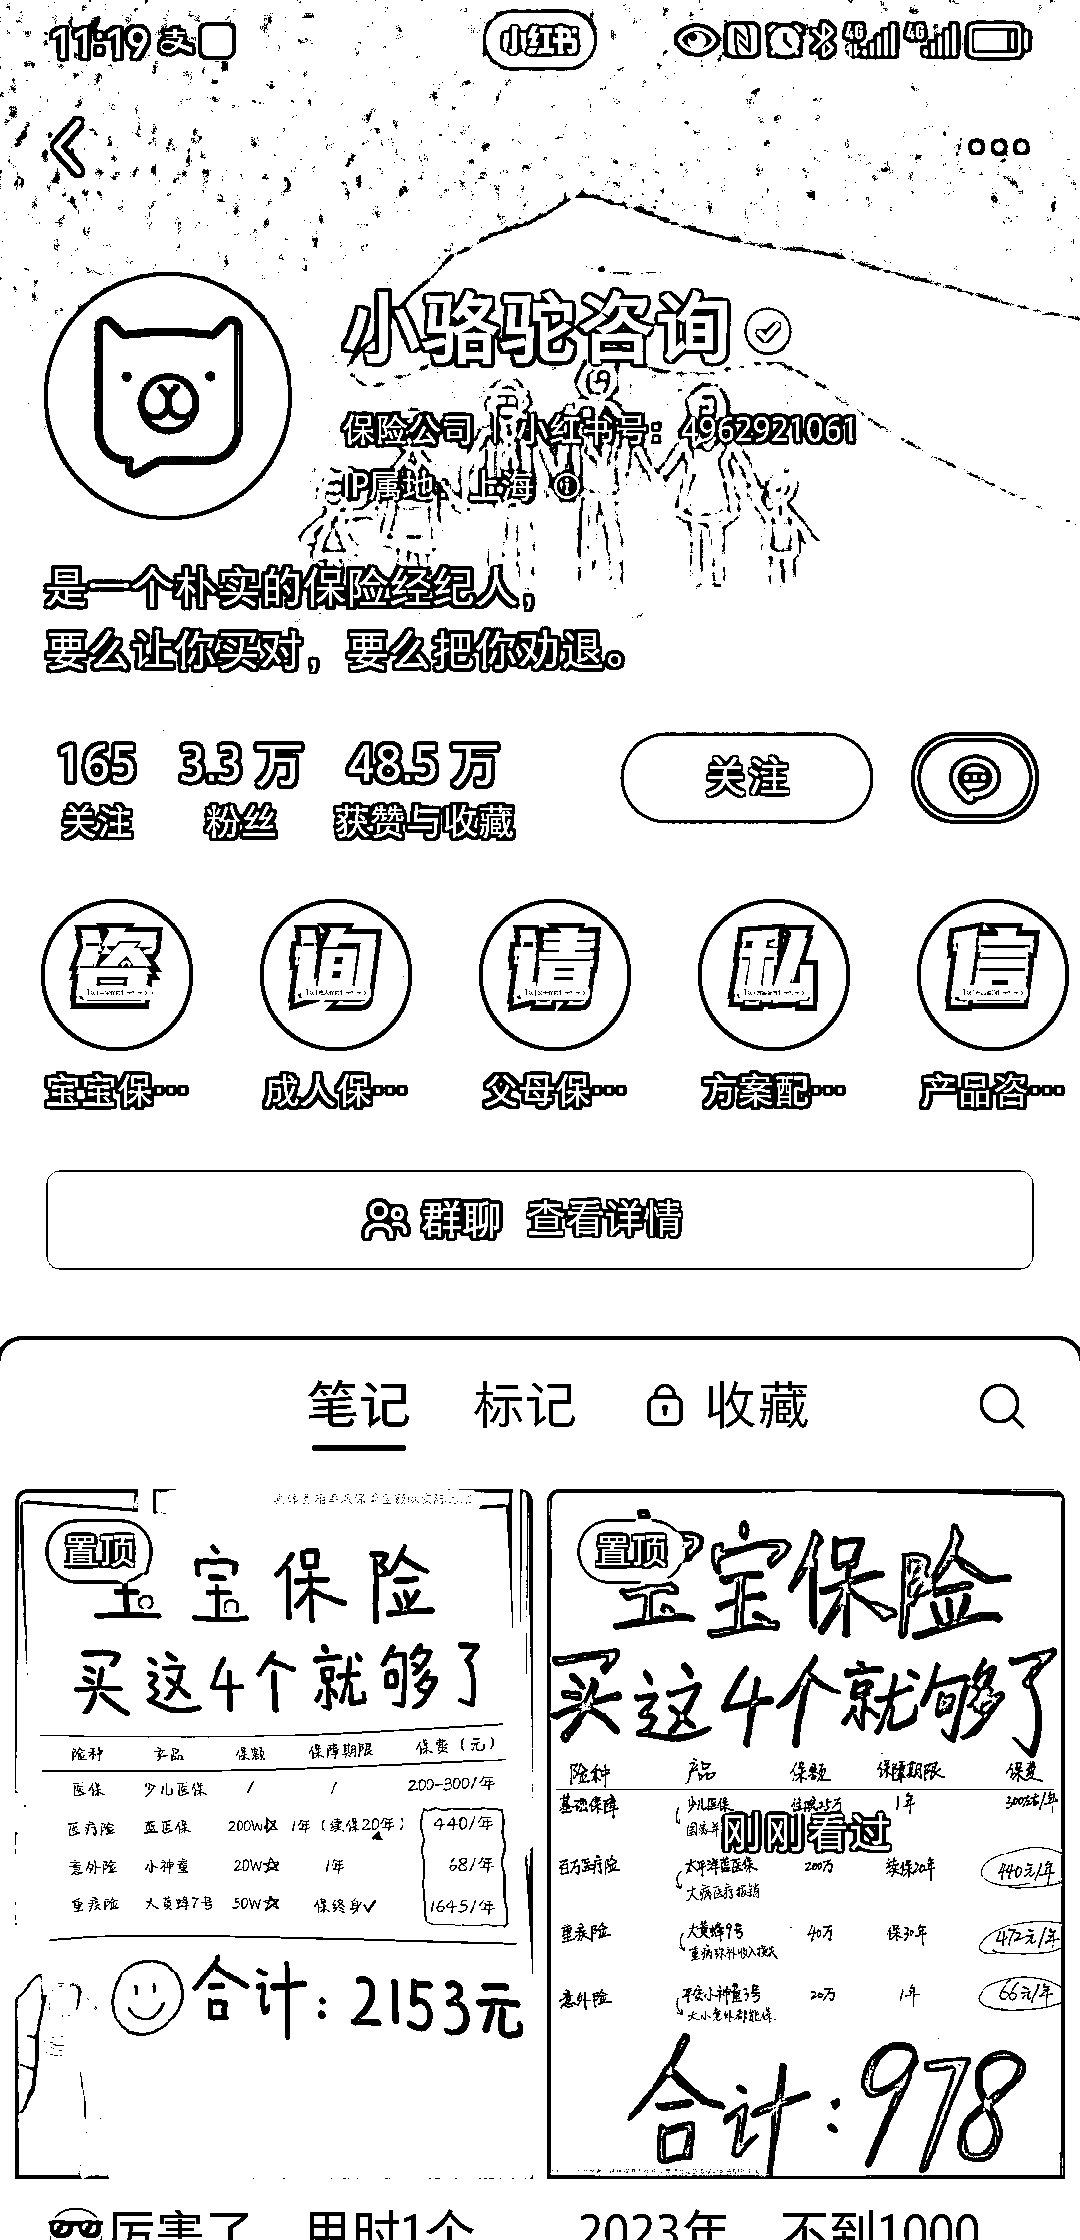 11:19 支 小红书 4G 4G
小骆驼咨询
保险公司 | 小红书号：4962921061
IP属地：上海
是一个朴实的保险经纪人，
要么让你买对，要么把你劝退。
165 3.3万 48.5万
关注 粉丝 获赞与收藏
关注
咨 询 请 私 信
宝宝保… 成人保… 父母保… 方案配… 产品咨…
群聊 查看详情
笔记 标记 收藏
置顶
宝宝保险
买这4个就够了
险种 产品 保额 保障期限 保费（元）
医保 少儿医保 / / 200-300/年
医疗险 蓝医保 200W 1年（续保20年） 440/年
意外险 小神童 20W 1年 68/年
重疾险 大黄蜂7号 50W 保终身 1645/年
合计：2153元
置顶
宝宝保险
买这4个就够了
险种 产品 保额 保障期限 保费
基础保障 少儿医保 住院25万 1年
刚刚看过
百万医疗险 太平洋蓝医保 200万 续保20年 440元/年
大病医疗报销
重疾险 大黄蜂9号 40万 保30年 472元/年
重病弥补收入损失
意外险 平安小神童3号 20万 1年 66元/年
大小意外都能保
合计：978
厉害了 用时1个
2023年 不到1000